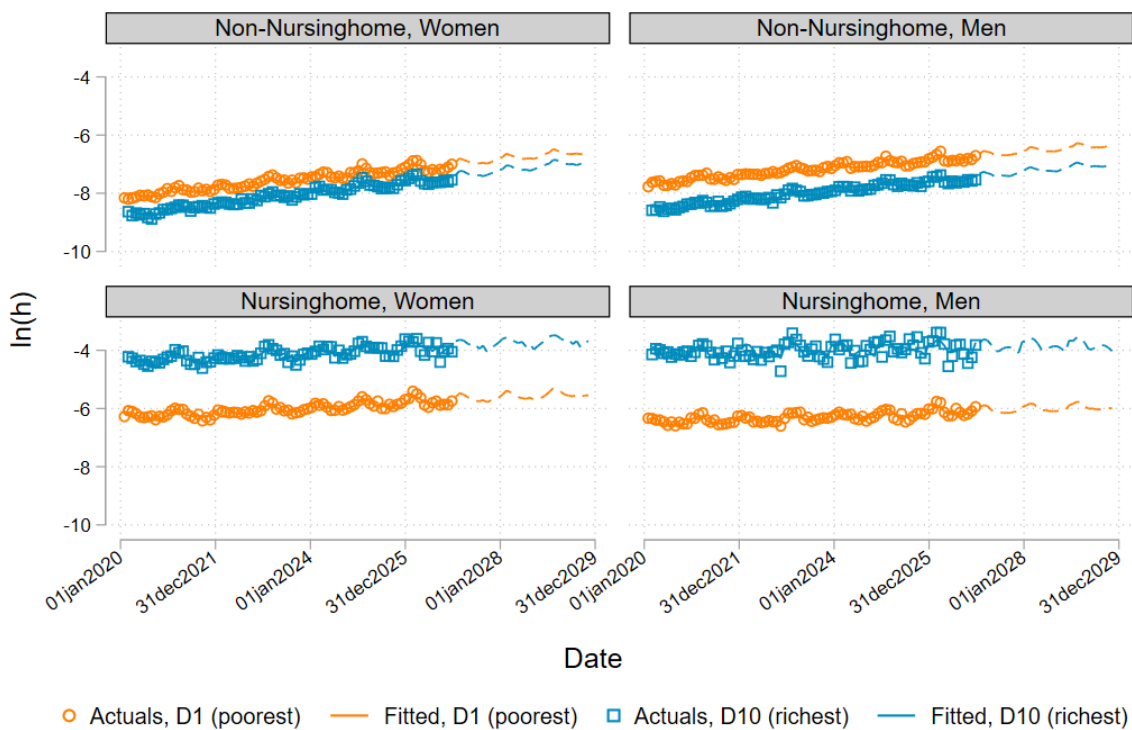 Non-Nursinghome, Women
Non-Nursinghome, Men
-4
-6
-8
-10
Nursinghome, Women
Nursinghome, Men
-4
-6
-8
-10
ln(h)
01jan2020
31dec2021
01jan2024
31dec2025
01jan2028
31dec2029
01jan2020
31dec2021
01jan2024
31dec2025
01jan2028
31dec2029
Date
Actuals, D1 (poorest)
Fitted, D1 (poorest)
Actuals, D10 (richest)
Fitted, D10 (richest)